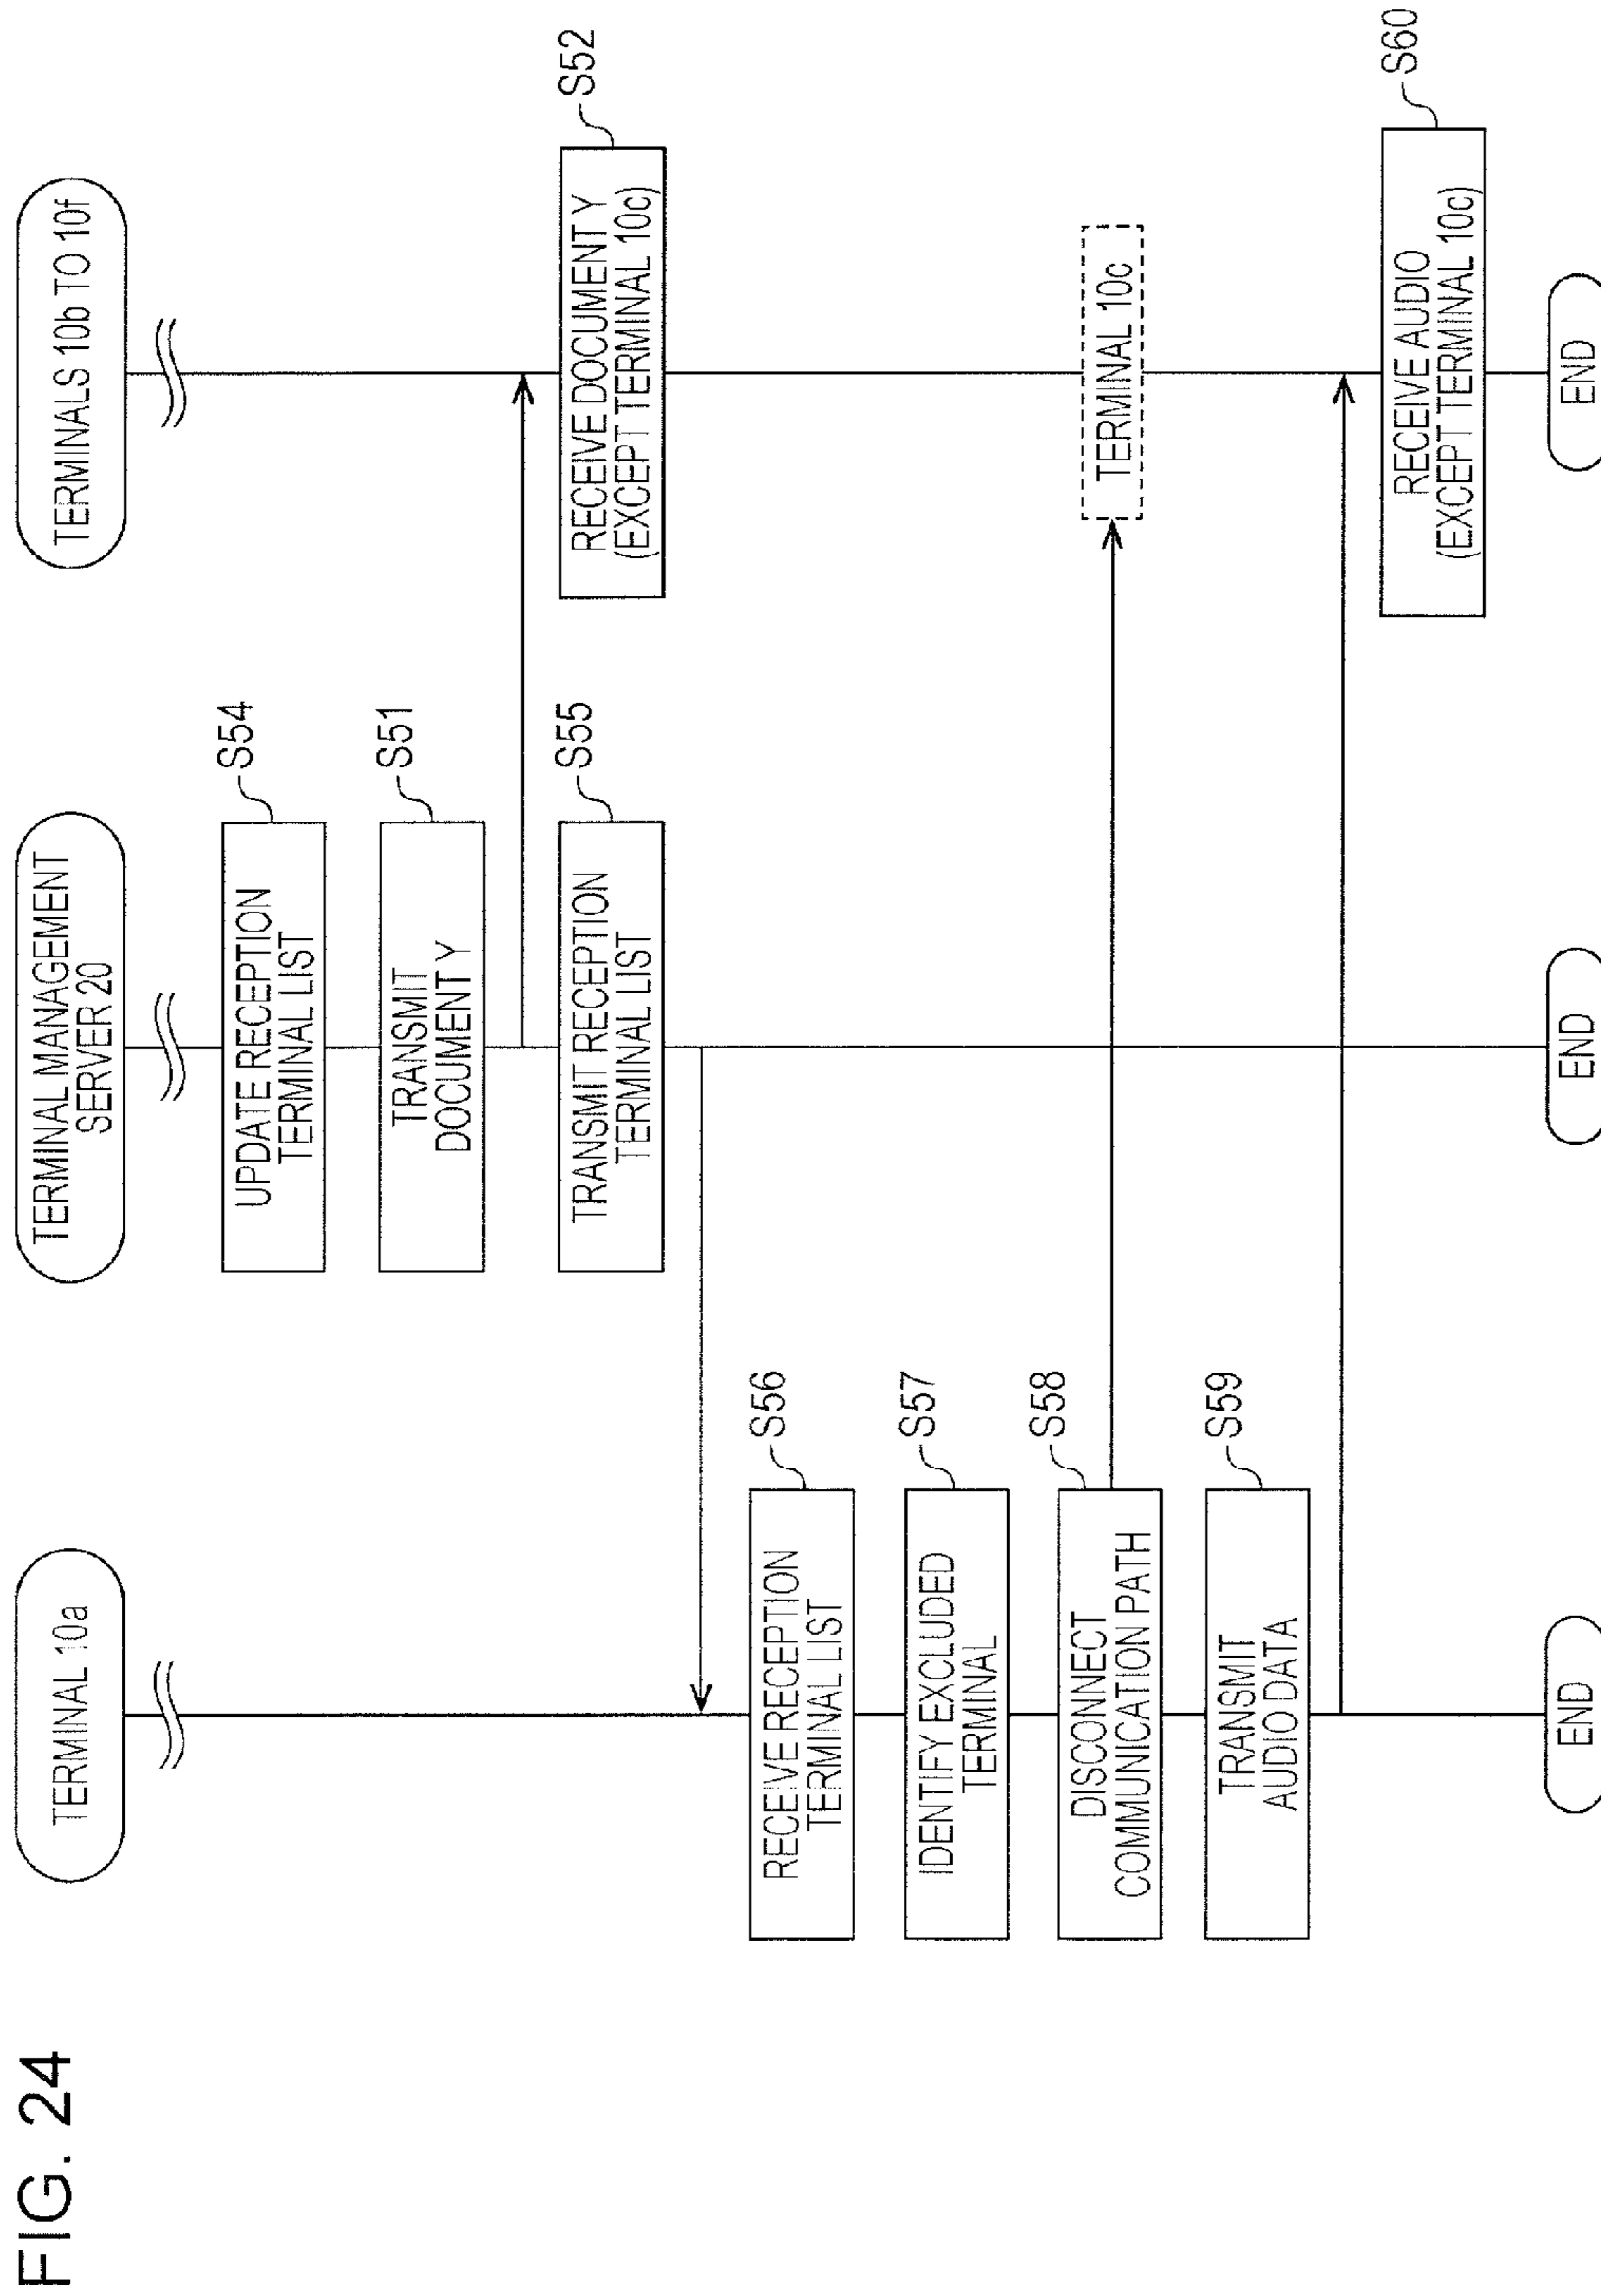 FIG. 24
TERMINAL 10a
TERMINAL MANAGEMENT
SERVER 20
TERMINALS 10b TO 10f
UPDATE RECEPTION
TERMINAL LIST
S54
TRANSMIT
DOCUMENT Y
S51
TRANSMIT RECEPTION
TERMINAL LIST
S55
RECEIVE DOCUMENT Y
(EXCEPT TERMINAL 10c)
S52
RECEIVE RECEPTION
TERMINAL LIST
S56
IDENTIFY EXCLUDED
TERMINAL
S57
DISCONNECT
COMMUNICATION PATH
S58
TERMINAL 10c
TRANSMIT
AUDIO DATA
S59
RECEIVE AUDIO
(EXCEPT TERMINAL 10c)
S60
END
END
END